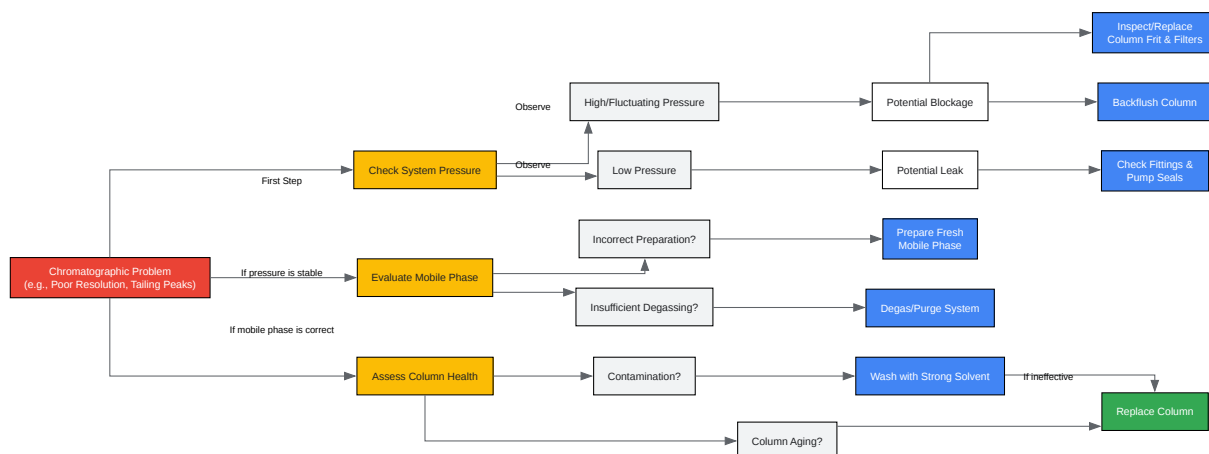 Inspect/Replace
Column Frit & Filters
Observe
High/Fluctuating Pressure
Potential Blockage
Backflush Column
First Step
Check System Pressure
Observe
Low Pressure
Potential Leak
Check Fittings &
Pump Seals
Incorrect Preparation?
Prepare Fresh
Mobile Phase
Chromatographic Problem
(e.g., Poor Resolution, Tailing Peaks)
If pressure is stable
Evaluate Mobile Phase
Insufficient Degassing?
Degas/Purge System
If mobile phase is correct
Assess Column Health
Contamination?
Wash with Strong Solvent
If ineffective
Replace Column
Column Aging?